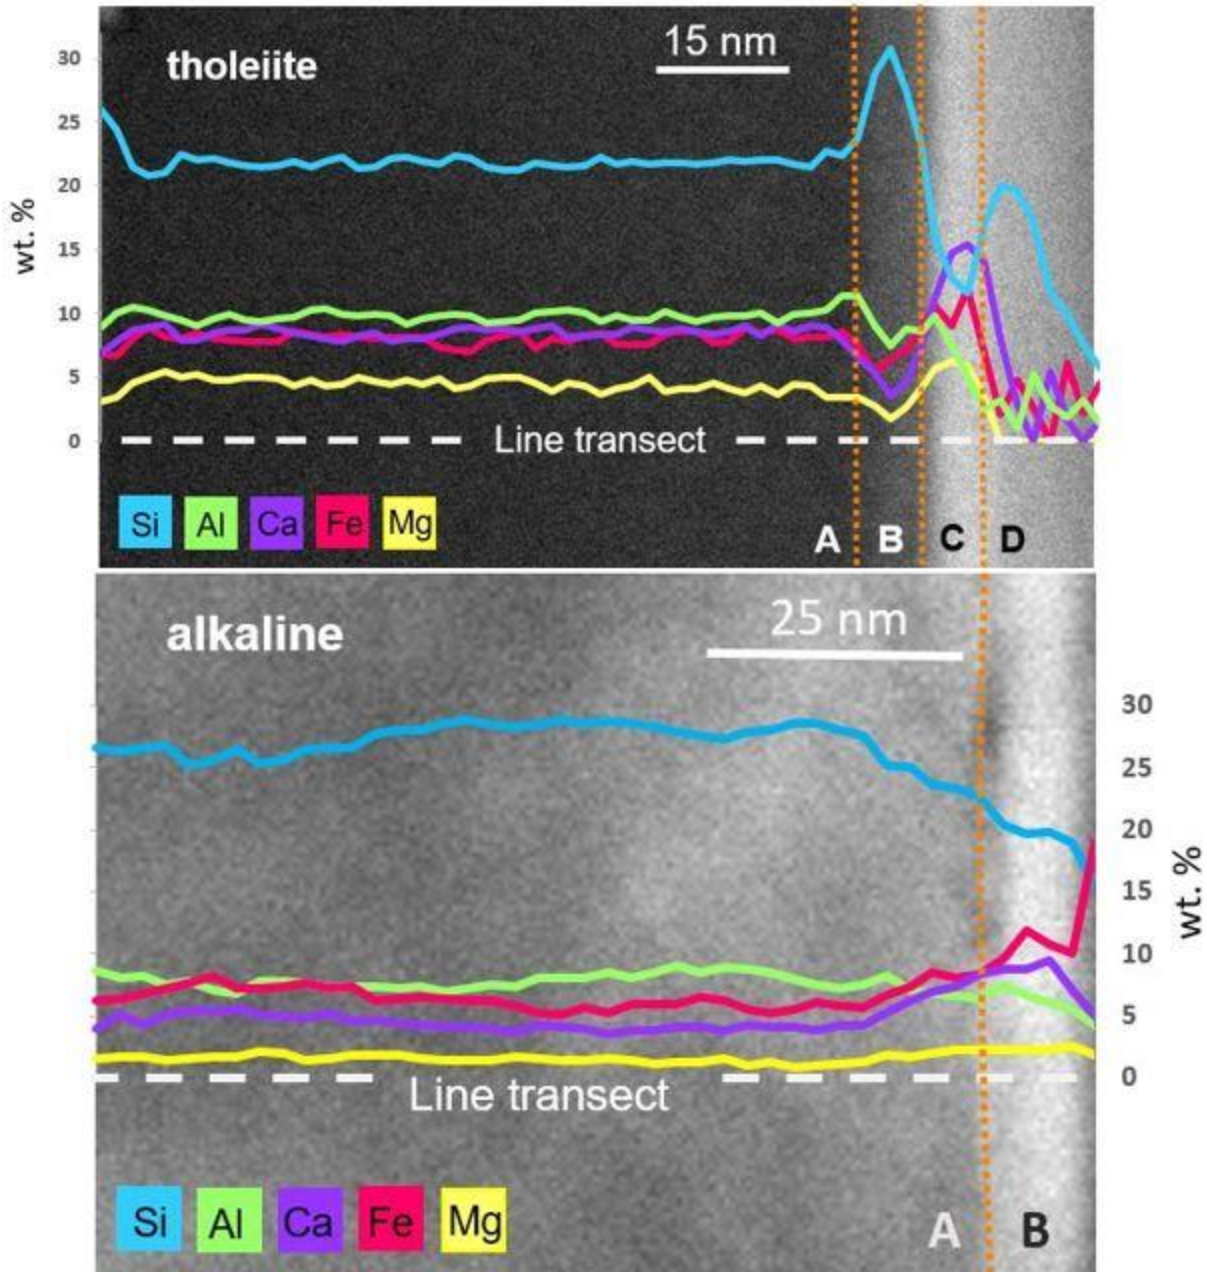 tholeiite
15 nm
30
25
20
15
10
5
0
wt. %
Line transect
Si Al Ca Fe Mg
A B C D
alkaline
25 nm
30
25
20
15
10
5
0
wt. %
Line transect
Si Al Ca Fe Mg
A B